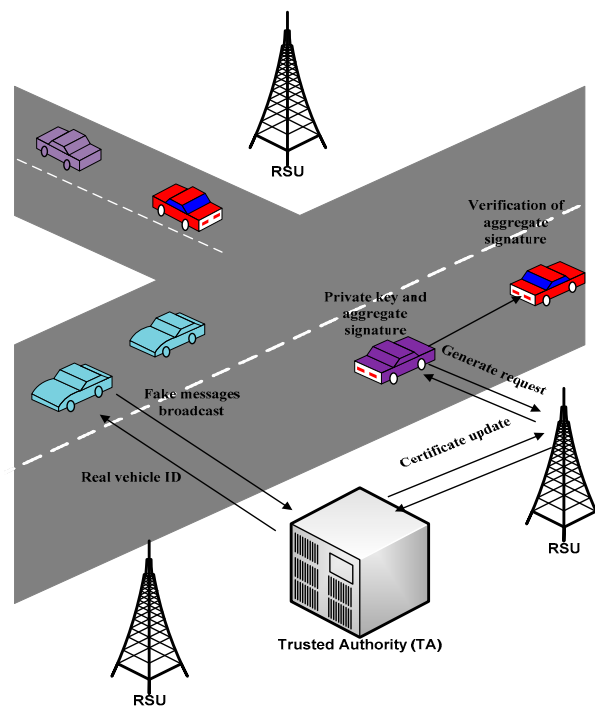 RSU
Verification of
aggregate
signature
Private key and
aggregate
signature
Generate request
Fake messages
broadcast
Certificate update
Real vehicle ID
RSU
Trusted Authority (TA)
RSU